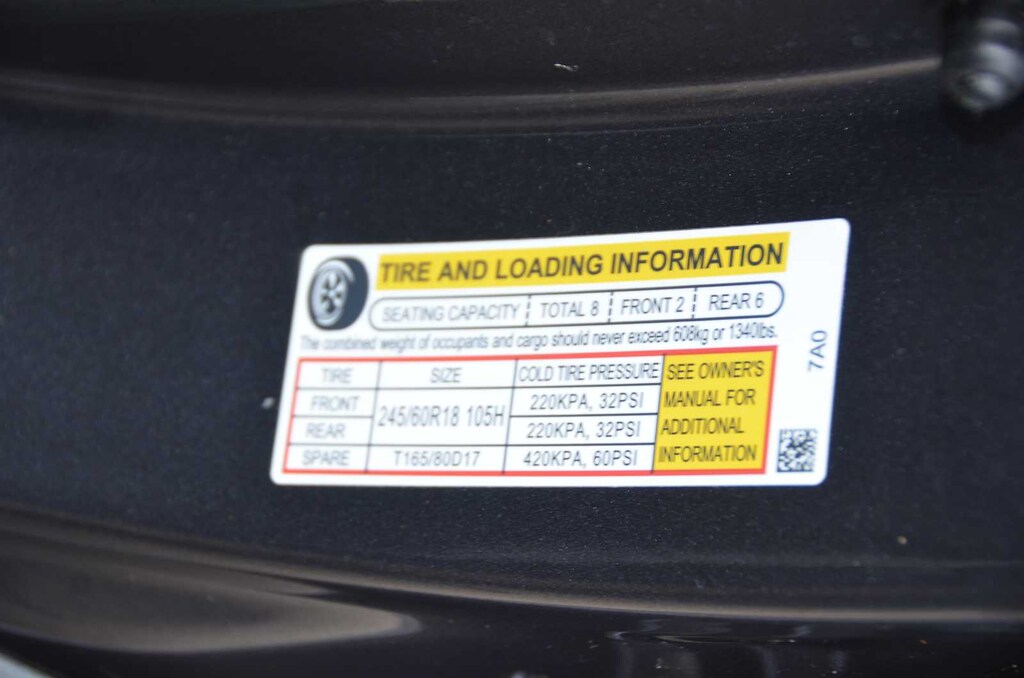 TIRE AND LOADING INFORMATION
SEATING CAPACITY TOTAL 8 FRONT 2 REAR 6
The combined weight of occupants and cargo should never exceed 608kg or 1340lbs.
TIRE SIZE COLD TIRE PRESSURE
FRONT 245/60R18 105H 220KPA, 32PSI
REAR 220KPA, 32PSI
SPARE T165/80D17 420KPA, 60PSI
SEE OWNER'S
MANUAL FOR
ADDITIONAL
INFORMATION
7A0